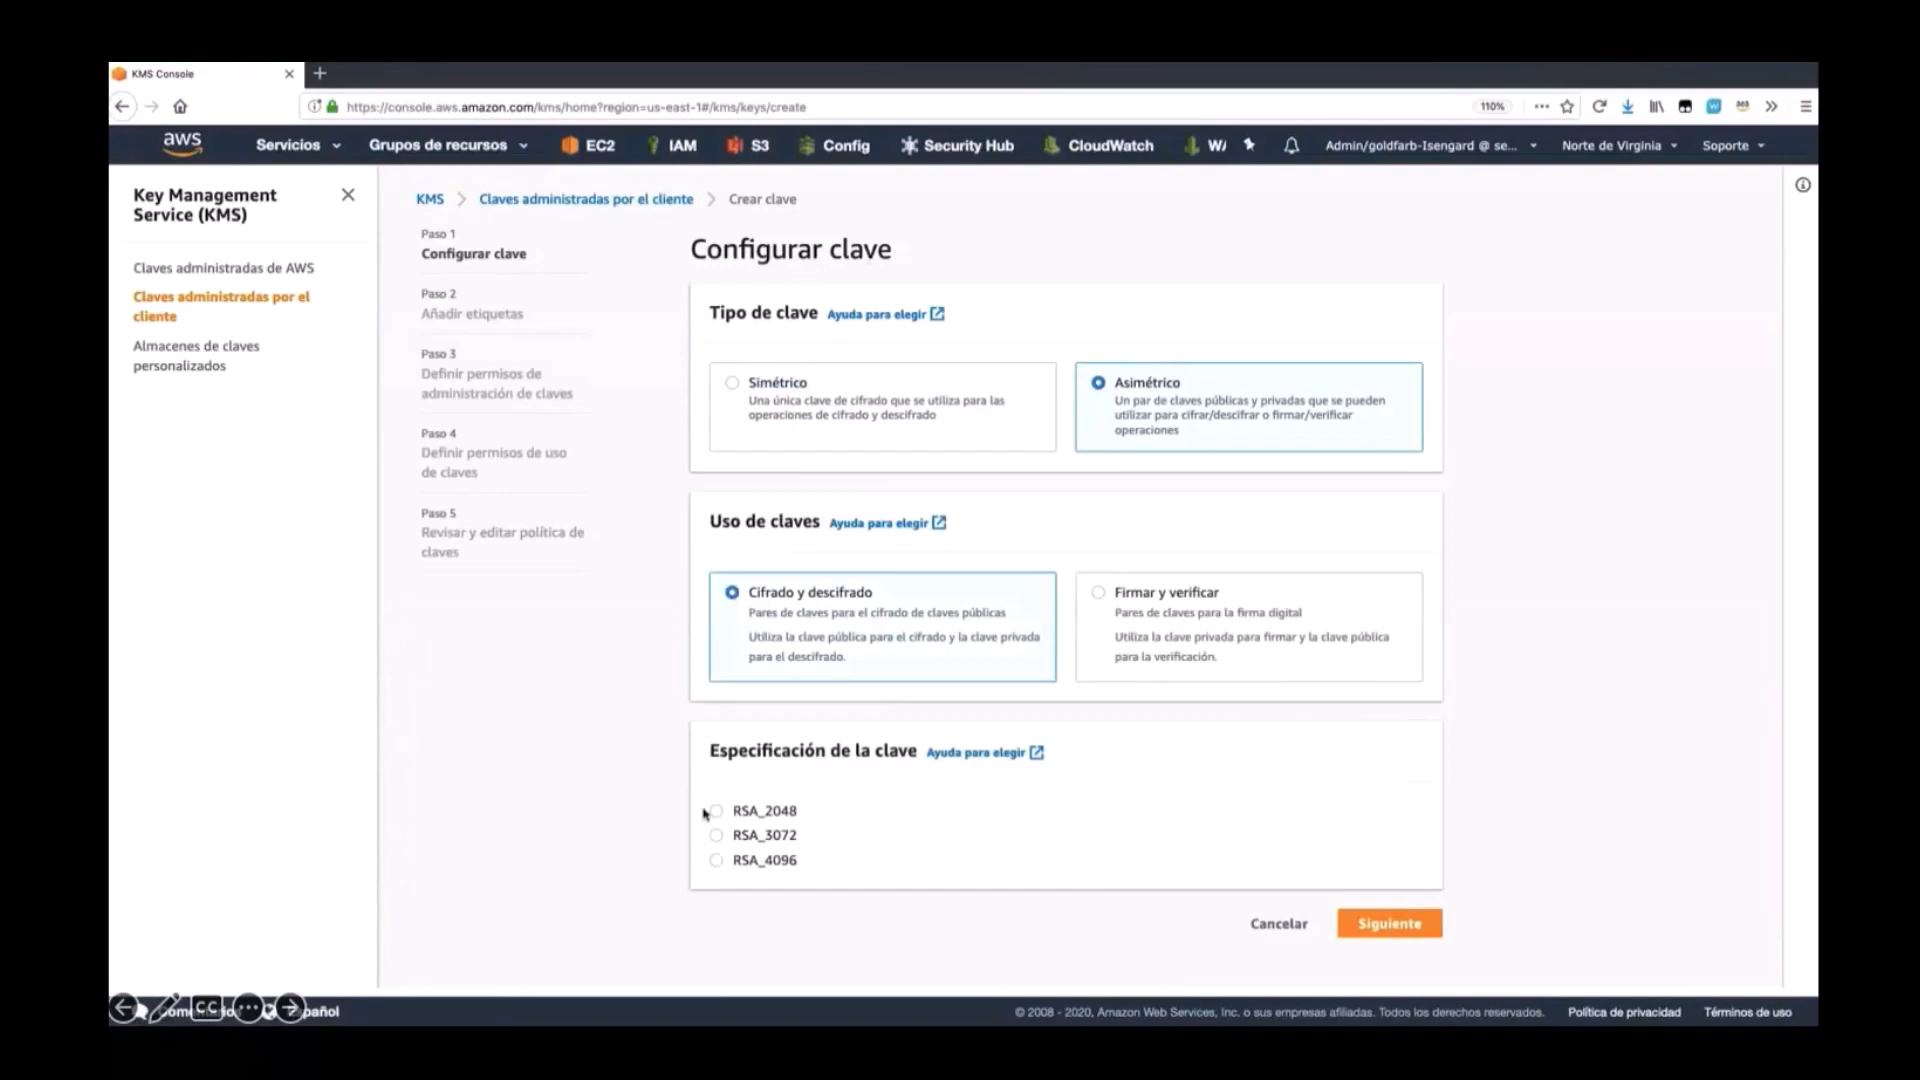 KMS Console
https://console.aws.amazon.com/kms/home?region=us-east-1#/kms/keys/create
110%
aws
Servicios
Grupos de recursos
EC2
IAM
S3
Config
Security Hub
CloudWatch
W
Admin/goldfarb-Isengard @ se...
Norte de Virginia
Soporte
Key Management
Service (KMS)
Claves administradas de AWS
Claves administradas por el
cliente
Almacenes de claves
personalizados
KMS
Claves administradas por el cliente
Crear clave
Paso 1
Configurar clave
Paso 2
Añadir etiquetas
Paso 3
Definir permisos de
administración de claves
Paso 4
Definir permisos de uso
de claves
Paso 5
Revisar y editar política de
claves
Configurar clave
Tipo de clave Ayuda para elegir
Simétrico
Una única clave de cifrado que se utiliza para las
operaciones de cifrado y descifrado
Asimétrico
Un par de claves públicas y privadas que se pueden
utilizar para cifrar/descifrar o firmar/verificar
operaciones
Uso de claves Ayuda para elegir
Cifrado y descifrado
Pares de claves para el cifrado de claves públicas
Utiliza la clave pública para el cifrado y la clave privada
para el descifrado.
Firmar y verificar
Pares de claves para la firma digital
Utiliza la clave privada para firmar y la clave pública
para la verificación.
Especificación de la clave Ayuda para elegir
RSA_2048
RSA_3072
RSA_4096
Cancelar
Siguiente
CC
© 2008 - 2020, Amazon Web Services, Inc. o sus empresas afiliadas. Todos los derechos reservados.
Política de privacidad
Términos de uso